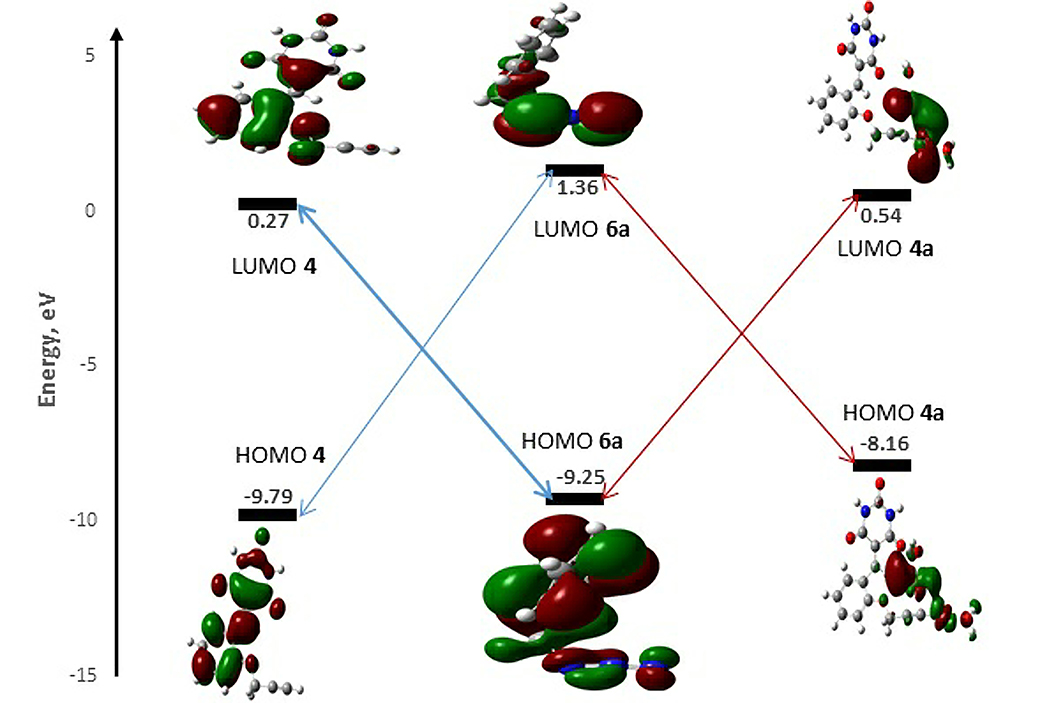 5
0
-5
-10
-15
Energy, eV
0.27
LUMO 4
1.36
LUMO 6a
0.54
LUMO 4a
HOMO 4
-9.79
HOMO 6a
-9.25
HOMO 4a
-8.16